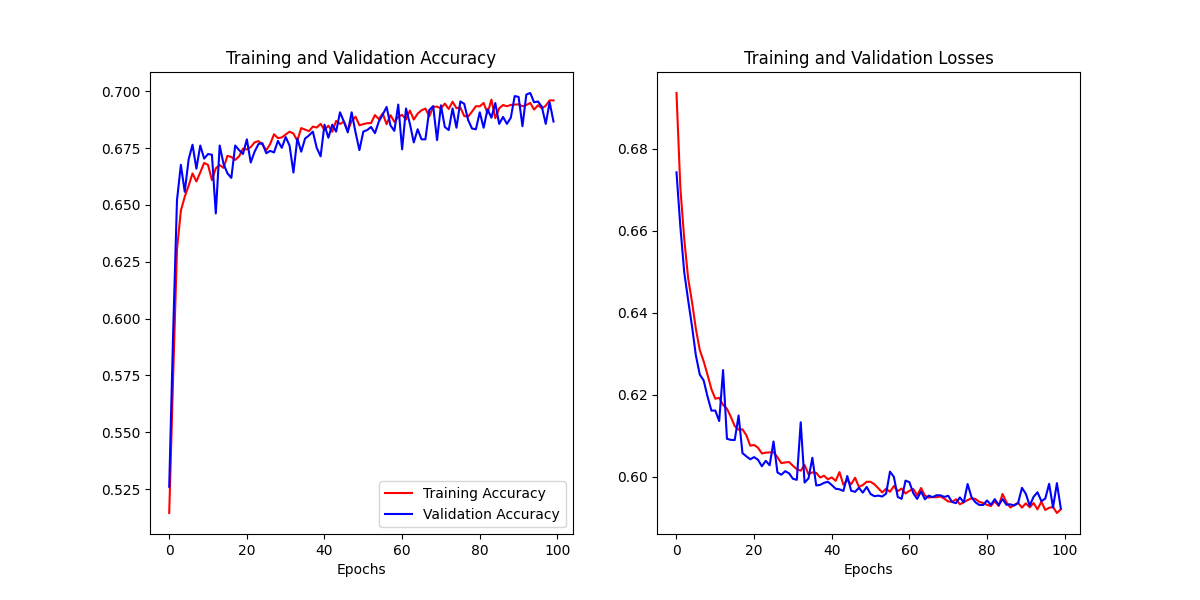 Training and Validation Accuracy
0.700
0.675
0.650
0.625
0.600
0.575
0.550
0.525
Training Accuracy
Validation Accuracy
0 20 40 60 80 100
Epochs
Training and Validation Losses
0.68
0.66
0.64
0.62
0.60
0 20 40 60 80 100
Epochs